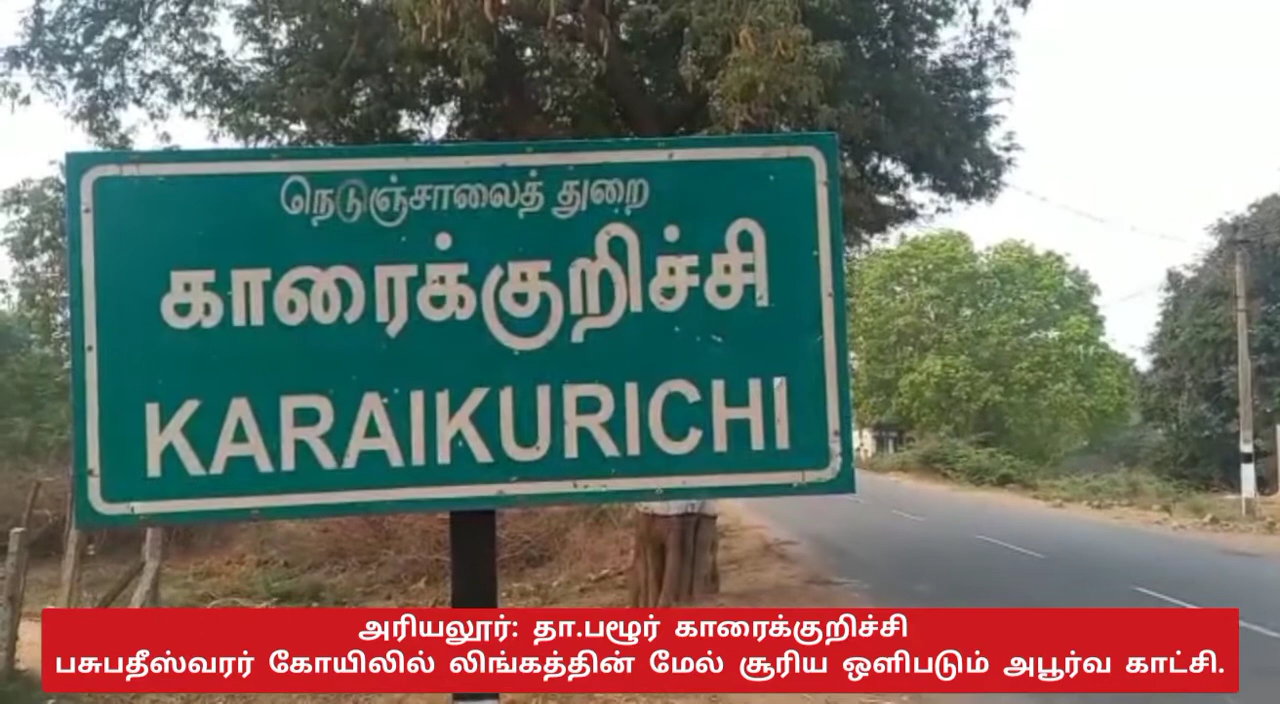 நெடுஞ்சாலைத் துறை
காரைக்குறிச்சி
KARAIKURICHI
அரியலூர்: தா.பழூர் காரைக்குறிச்சி
பசுபதீஸ்வரர் கோயிலில் லிங்கத்தின் மேல் சூரிய ஒளிபடும் அபூர்வ காட்சி.